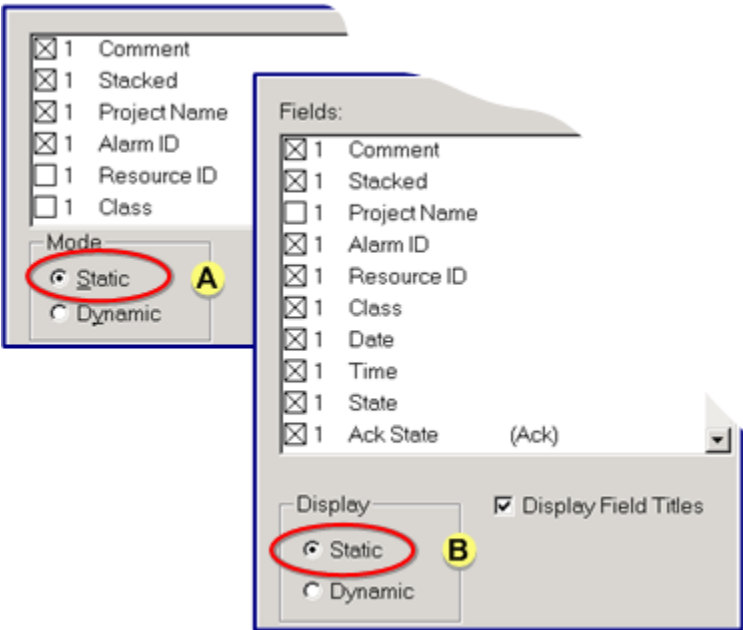 1 Comment
1 Stacked
1 Project Name
1 Alarm ID
1 Resource ID
1 Class
Mode
Static
A
Dynamic
Fields:
1 Comment
1 Stacked
1 Project Name
1 Alarm ID
1 Resource ID
1 Class
1 Date
1 Time
1 State
1 Ack State (Ack)
Display
Display Field Titles
Static
B
Dynamic